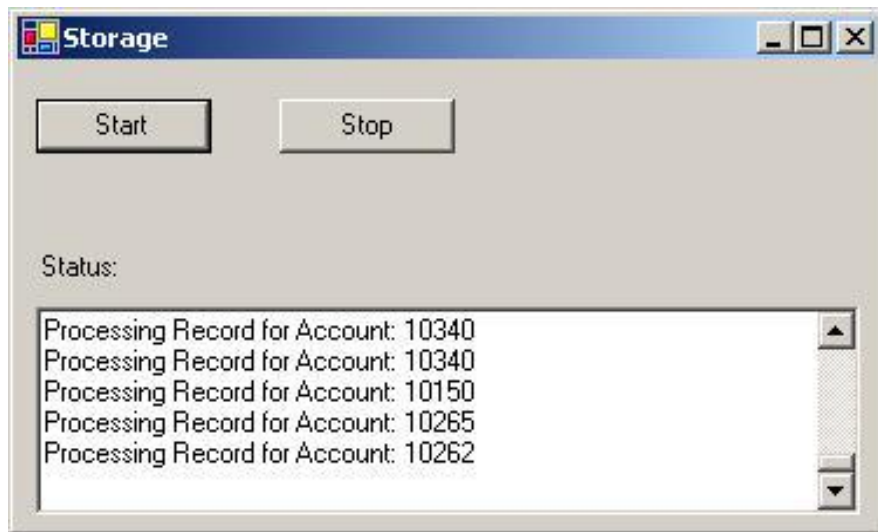 Storage
Start Stop
Status:
Processing Record for Account: 10340
Processing Record for Account: 10340
Processing Record for Account: 10150
Processing Record for Account: 10265
Processing Record for Account: 10262